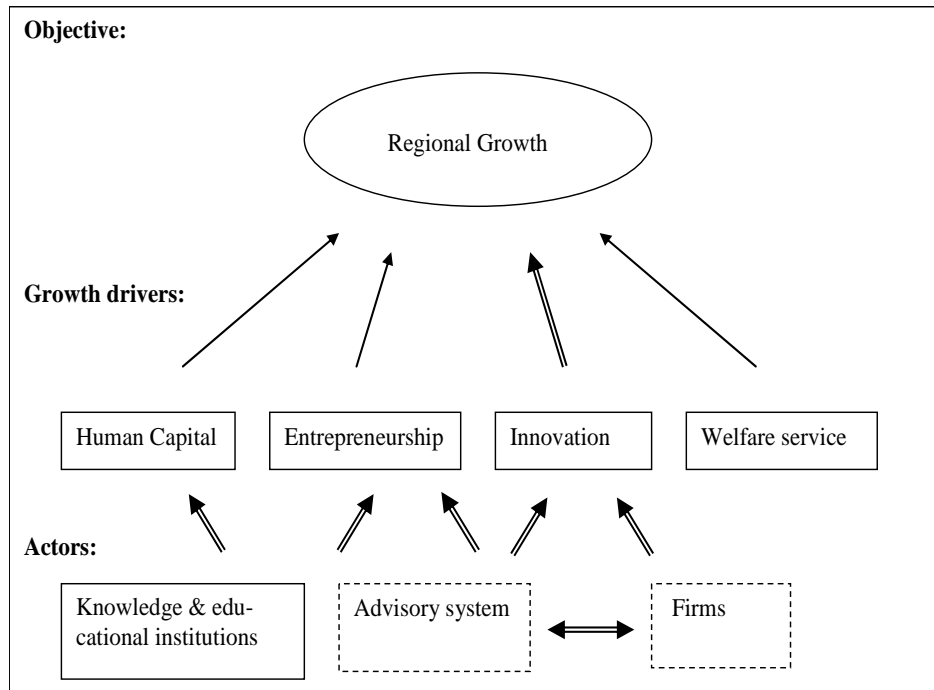 Objective:
Regional Growth
Growth drivers:
Human Capital
Entrepreneurship
Innovation
Welfare service
Actors:
Knowledge & edu-
cational institutions
Advisory system
Firms